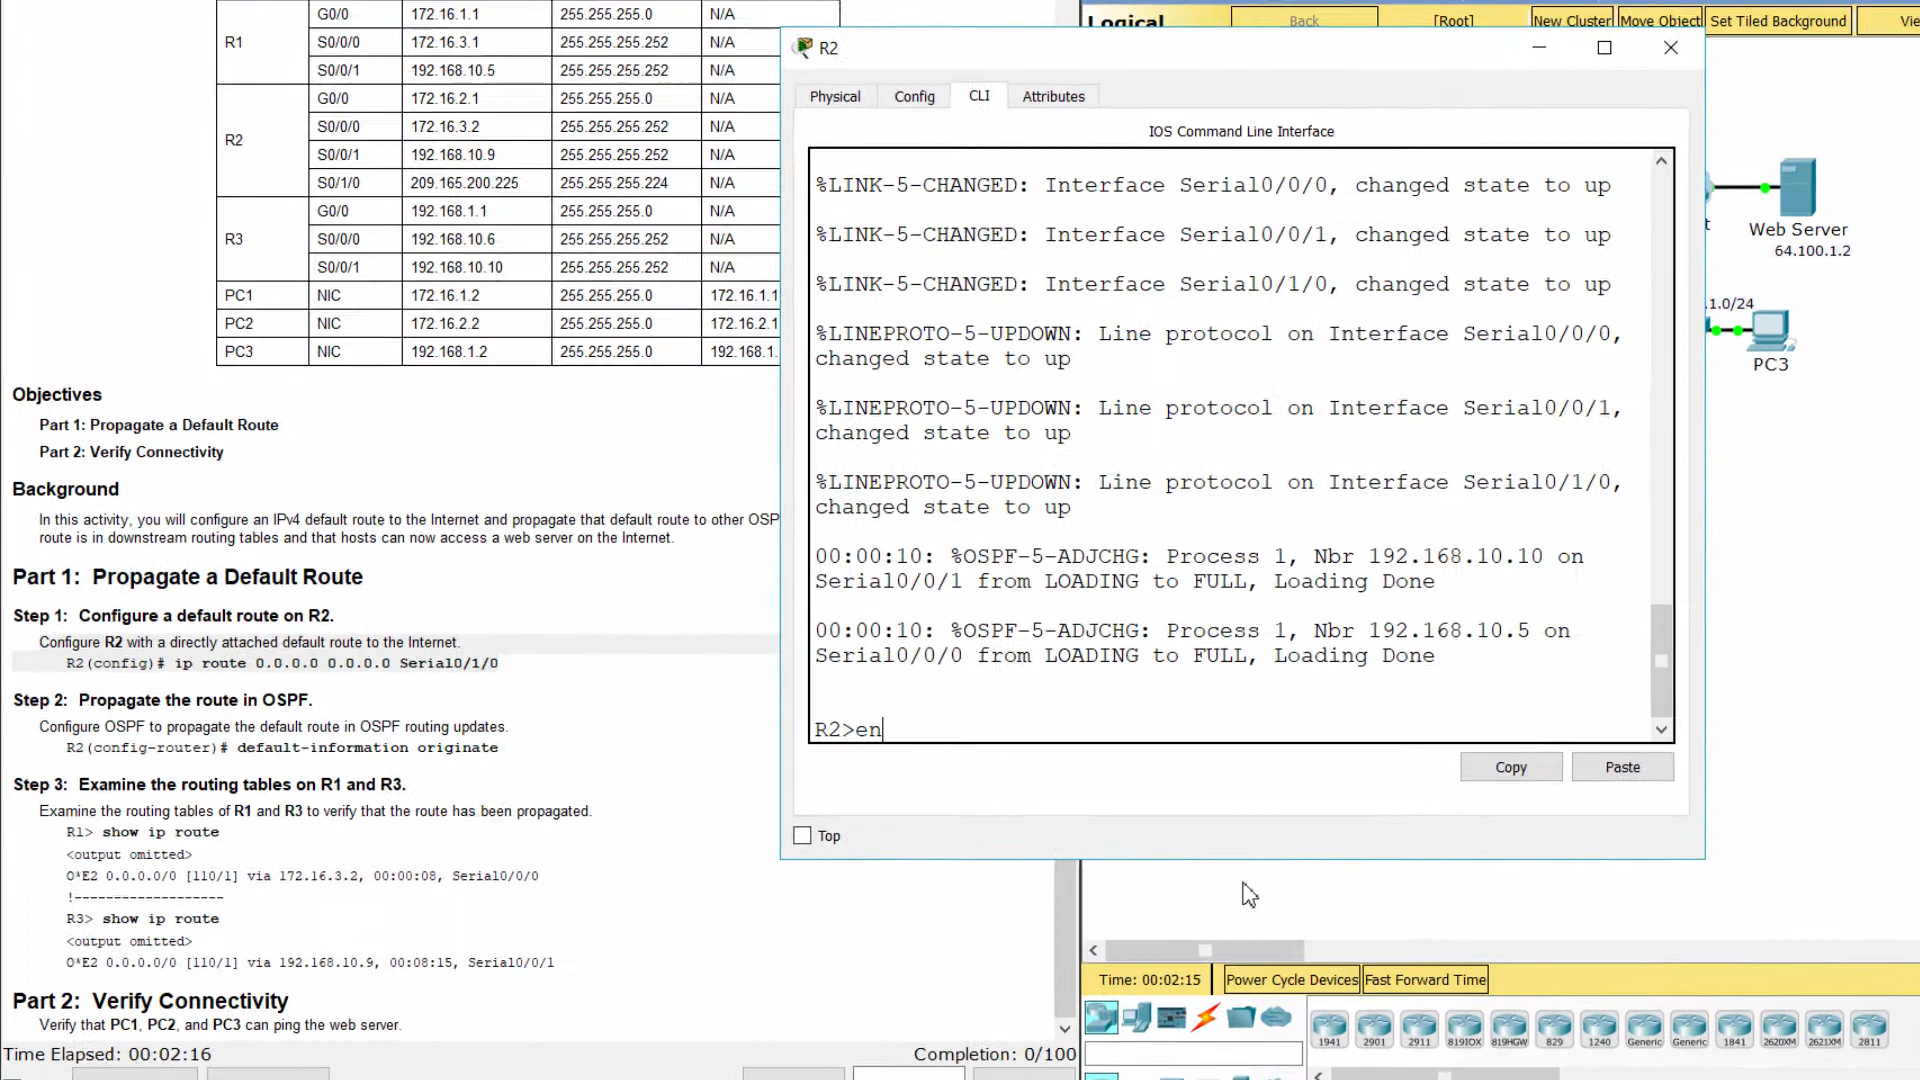 R1
G0/0 172.16.1.1 255.255.255.0 N/A
S0/0/0 172.16.3.1 255.255.255.252 N/A
S0/0/1 192.168.10.5 255.255.255.252 N/A
R2
G0/0 172.16.2.1 255.255.255.0 N/A
S0/0/0 172.16.3.2 255.255.255.252 N/A
S0/0/1 192.168.10.9 255.255.255.252 N/A
S0/1/0 209.165.200.225 255.255.255.224 N/A
R3
G0/0 192.168.1.1 255.255.255.0 N/A
S0/0/0 192.168.10.6 255.255.255.252 N/A
S0/0/1 192.168.10.10 255.255.255.252 N/A
PC1 NIC 172.16.1.2 255.255.255.0 172.16.1.1
PC2 NIC 172.16.2.2 255.255.255.0 172.16.2.1
PC3 NIC 192.168.1.2 255.255.255.0 192.168.1.
Objectives
Part 1: Propagate a Default Route
Part 2: Verify Connectivity
Background
In this activity, you will configure an IPv4 default route to the Internet and propagate that default route to other OSP
route is in downstream routing tables and that hosts can now access a web server on the Internet.
Part 1: Propagate a Default Route
Step 1: Configure a default route on R2.
Configure R2 with a directly attached default route to the Internet.
R2(config)# ip route 0.0.0.0 0.0.0.0 Serial0/1/0
Step 2: Propagate the route in OSPF.
Configure OSPF to propagate the default route in OSPF routing updates.
R2(config-router)# default-information originate
Step 3: Examine the routing tables on R1 and R3.
Examine the routing tables of R1 and R3 to verify that the route has been propagated.
R1> show ip route
<output omitted>
O*E2 0.0.0.0/0 [110/1] via 172.16.3.2, 00:00:08, Serial0/0/0
!-------------------
R3> show ip route
<output omitted>
O*E2 0.0.0.0/0 [110/1] via 192.168.10.9, 00:08:15, Serial0/0/1
Part 2: Verify Connectivity
Verify that PC1, PC2, and PC3 can ping the web server.
Time Elapsed: 00:02:16
Completion: 0/100
Logical
Back
[Root]
New Cluster
Move Object
Set Tiled Background
Vie
R2
Physical
Config
CLI
Attributes
IOS Command Line Interface
%LINK-5-CHANGED: Interface Serial0/0/0, changed state to up
%LINK-5-CHANGED: Interface Serial0/0/1, changed state to up
%LINK-5-CHANGED: Interface Serial0/1/0, changed state to up
%LINEPROTO-5-UPDOWN: Line protocol on Interface Serial0/0/0,
changed state to up
%LINEPROTO-5-UPDOWN: Line protocol on Interface Serial0/0/1,
changed state to up
%LINEPROTO-5-UPDOWN: Line protocol on Interface Serial0/1/0,
changed state to up
00:00:10: %OSPF-5-ADJCHG: Process 1, Nbr 192.168.10.10 on
Serial0/0/1 from LOADING to FULL, Loading Done
00:00:10: %OSPF-5-ADJCHG: Process 1, Nbr 192.168.10.5 on
Serial0/0/0 from LOADING to FULL, Loading Done
R2>en
Copy
Paste
Top
t
Web Server
64.100.1.2
.1.0/24
PC3
Time: 00:02:15
Power Cycle Devices
Fast Forward Time
1941 2901 2911 819IOX 819HGW 829 1240 Generic Generic 1841 2620XM 2621XM 2811